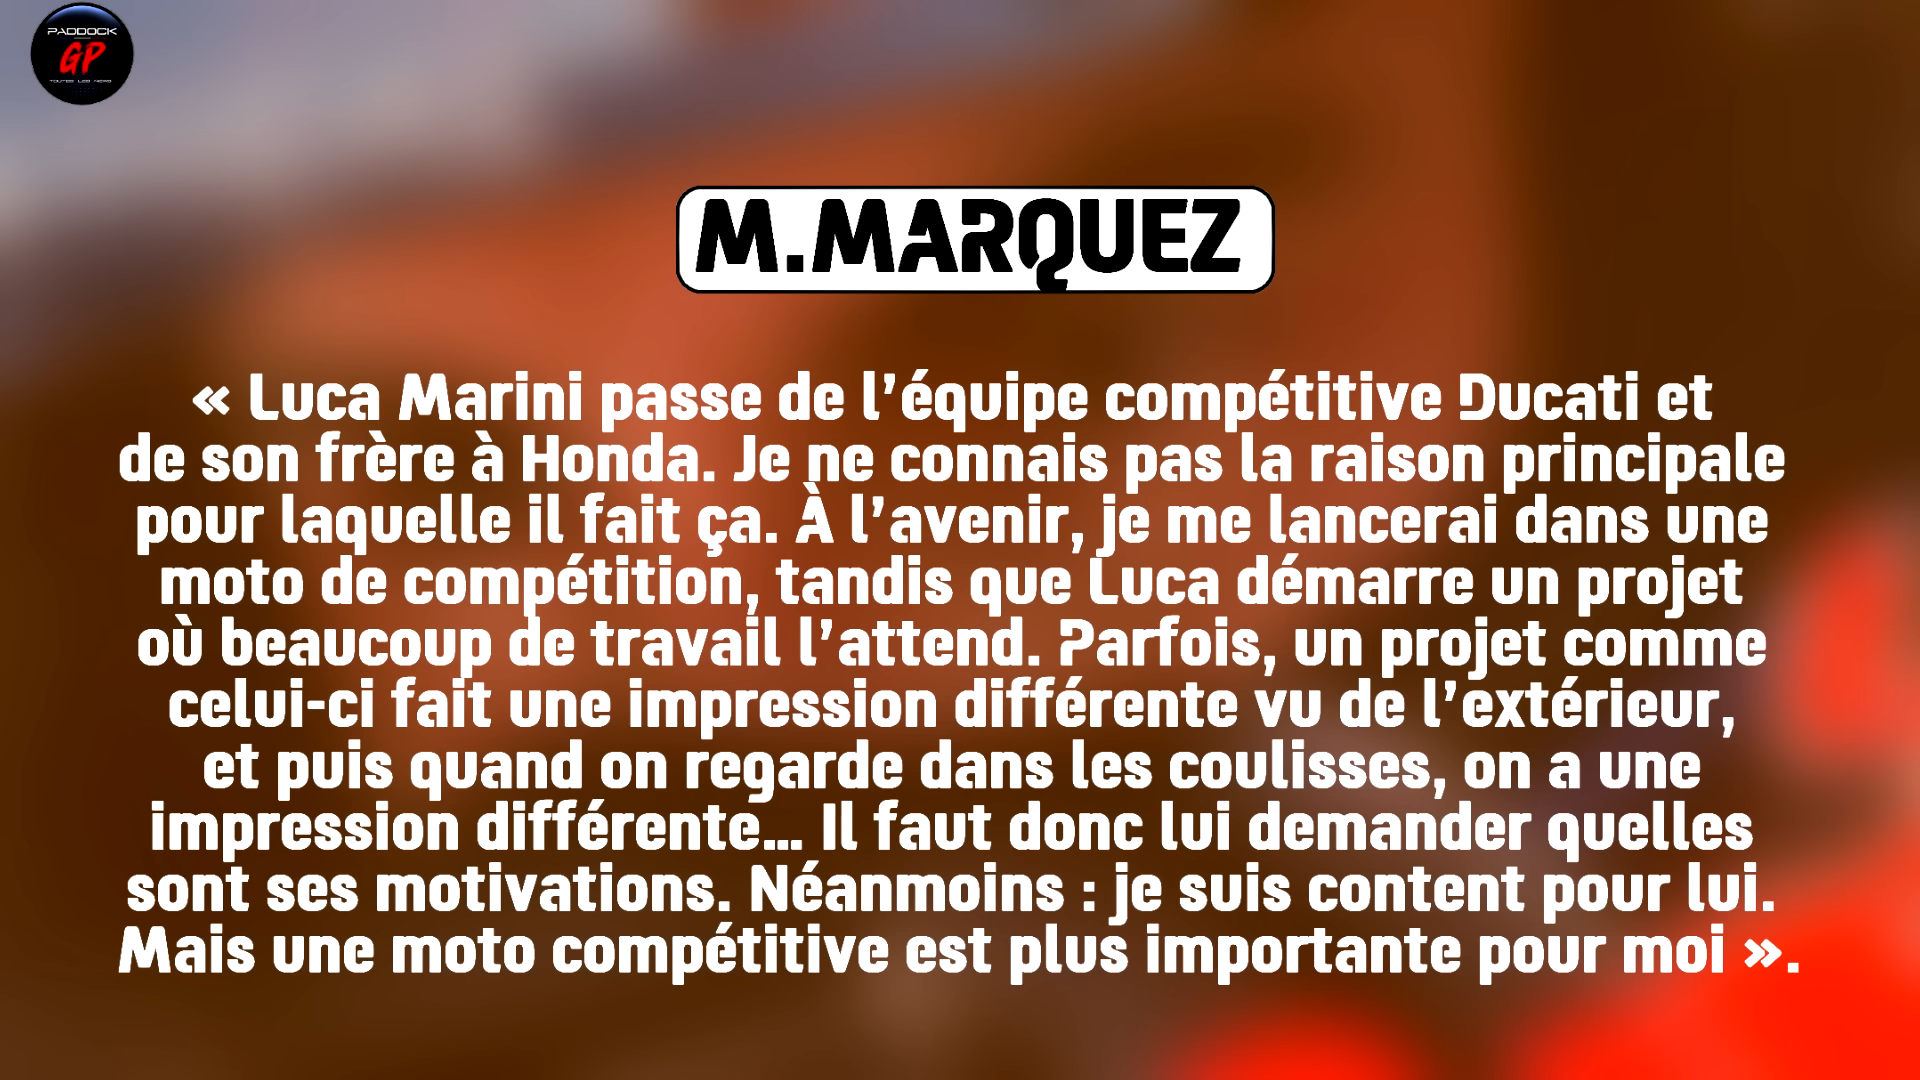 PADDOCK
GP
TOUTES LES NEWS
M.MARQUEZ
« Luca Marini passe de l’équipe compétitive Ducati et
de son frère à Honda. Je ne connais pas la raison principale
pour laquelle il fait ça. À l’avenir, je me lancerai dans une
moto de compétition, tandis que Luca démarre un projet
où beaucoup de travail l’attend. Parfois, un projet comme
celui-ci fait une impression différente vu de l’extérieur,
et puis quand on regarde dans les coulisses, on a une
impression différente... Il faut donc lui demander quelles
sont ses motivations. Néanmoins : je suis content pour lui.
Mais une moto compétitive est plus importante pour moi ».